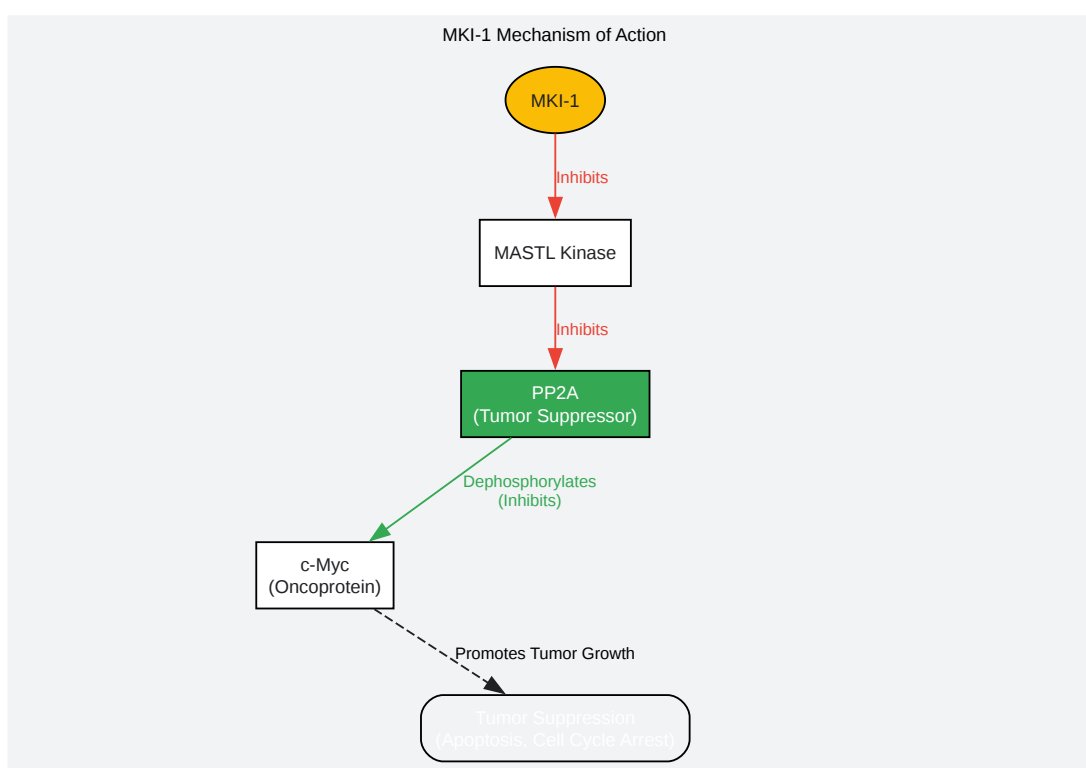 MKI-1 Mechanism of Action
MKI-1
Inhibits
MASTL Kinase
Inhibits
PP2A
(Tumor Suppressor)
Dephosphorylates
(Inhibits)
c-Myc
(Oncoprotein)
Promotes Tumor Growth
Tumor Suppression
(Apoptosis, Cell Cycle Arrest)